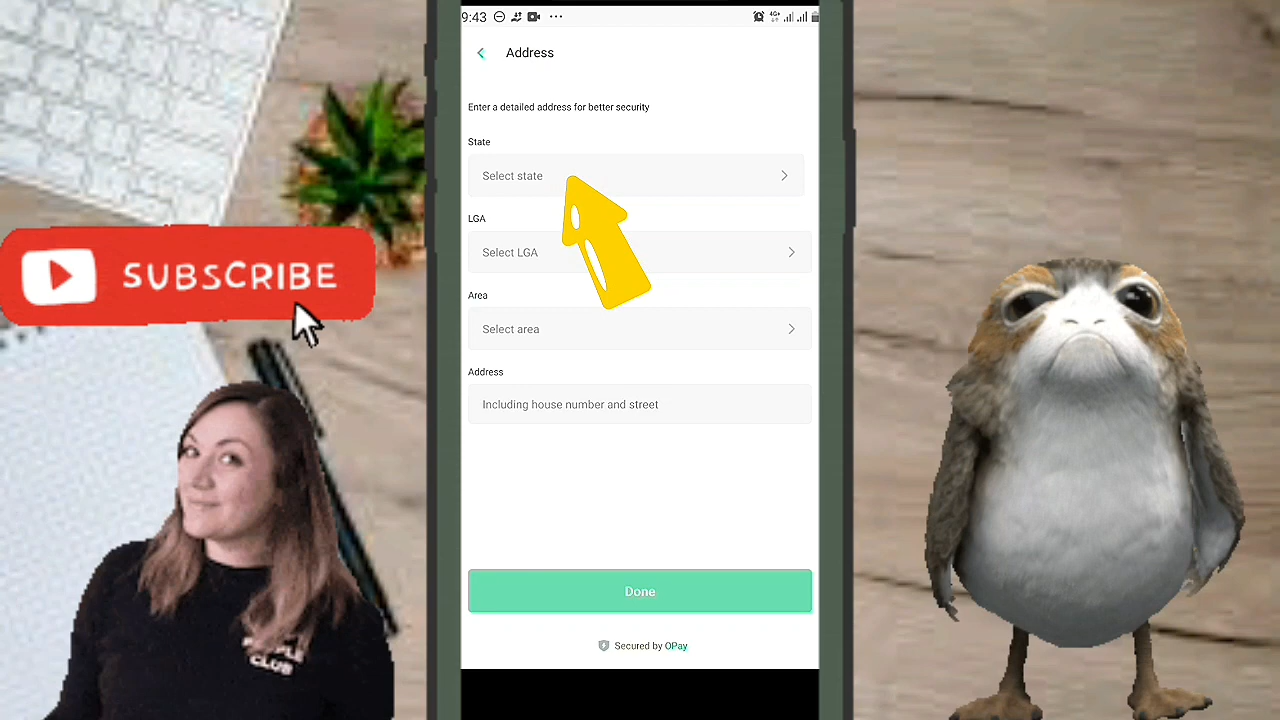 9:43
Address
Enter a detailed address for better security
State
Select state
LGA
Select LGA
Area
Select area
Address
Including house number and street
Done
Secured by OPay
SUBSCRIBE
CLUB